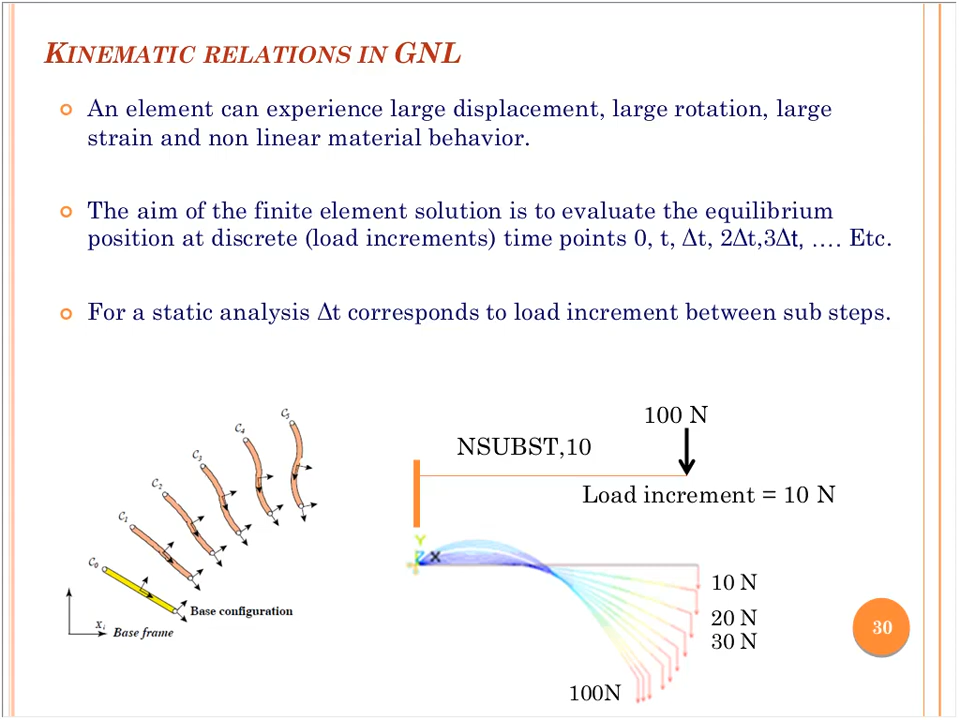 KINEMATIC RELATIONS IN GNL
An element can experience large displacement, large rotation, large
strain and non linear material behavior.
The aim of the finite element solution is to evaluate the equilibrium
position at discrete (load increments) time points 0, t, Δt, 2Δt,3Δt, .... Etc.
For a static analysis Δt corresponds to load increment between sub steps.
C5
C4
C3
C2
C1
C0
Base configuration
xi
Base frame
100 N
NSUBST,10
Load increment = 10 N
Y
Z X
10 N
20 N
30 N
100N
30